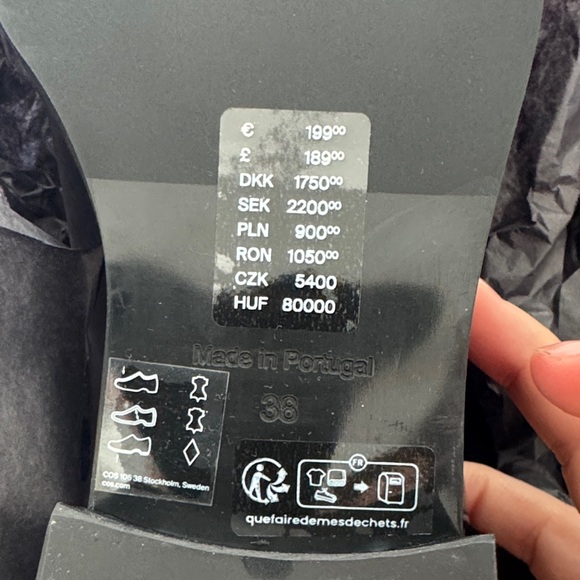 € 199⁰⁰
£ 189⁰⁰
DKK 1750⁰⁰
SEK 2200⁰⁰
PLN 900⁰⁰
RON 1050⁰⁰
CZK 5400
HUF 80000
Made in Portugal
38
COS 106 38 Stockholm, Sweden
cos.com
FR
quefairedemesdechets.fr